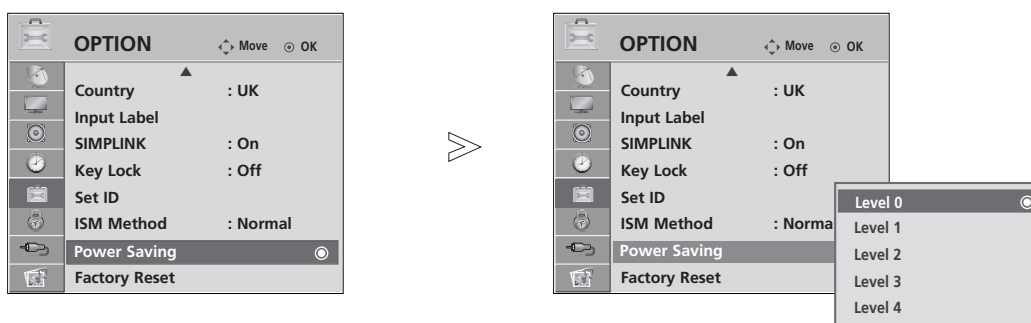 OPTION Move OK
Country : UK
Input Label
SIMPLINK : On
Key Lock : Off
Set ID
ISM Method : Normal
Power Saving
Factory Reset
OPTION Move OK
Country : UK
Input Label
SIMPLINK : On
Key Lock : Off
Set ID
ISM Method : Norma
Power Saving
Factory Reset
Level 0
Level 1
Level 2
Level 3
Level 4